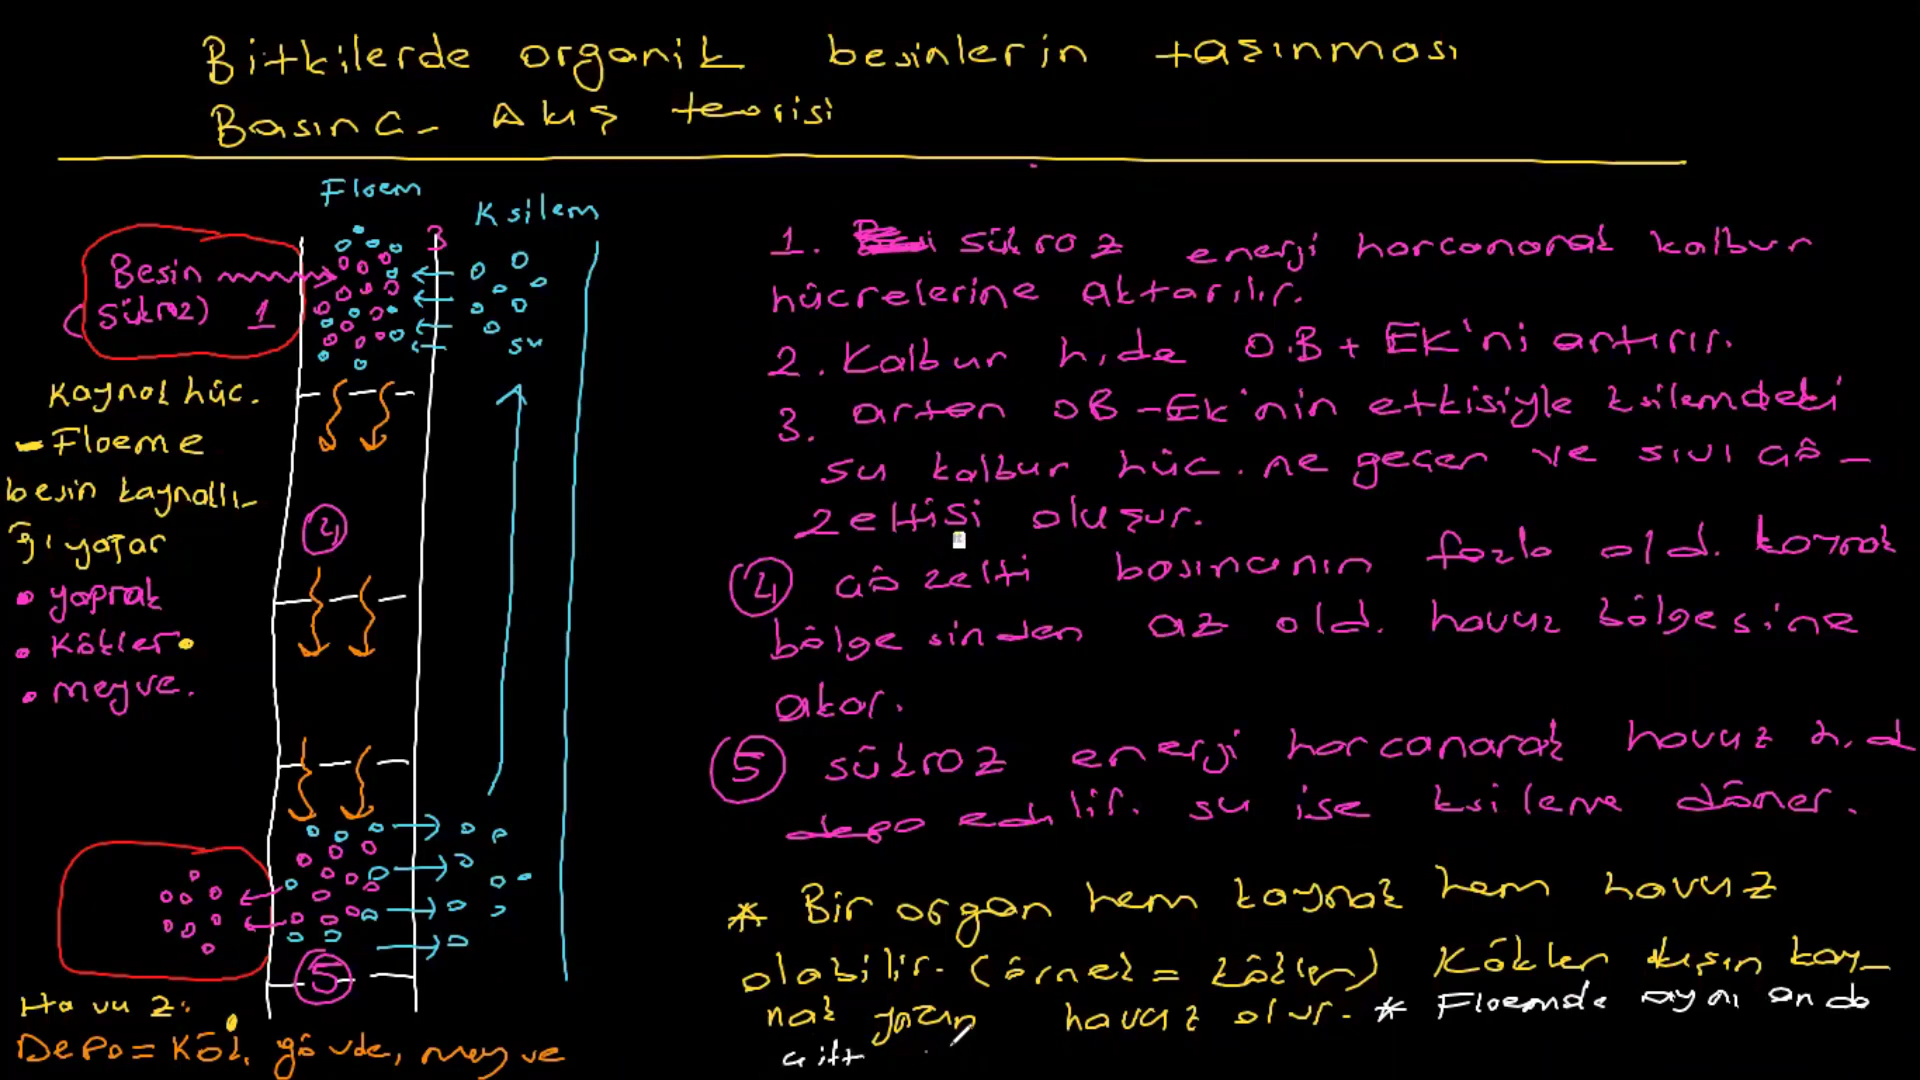 Bitkilerde organik besinlerin taşınması
Basınc- Akış teorisi
Floem
Ksilem
3
Besin
(Sükroz) 1
su
Kaynak hüc.
- Floeme
besin kaynallı-
ğı yapar
• yaprak
• Kökler•
• meyve.
4
5
Havuz:
Depo = Kök, gövde, meyve
1. sükroz enerji harcanarak kalbur
hücrelerine aktarılır.
2. Kalbur h.de O.B + EK'ni artırır.
3. artan OB-Ek'nin etkisiyle ksilemdeki
su kalbur hüc. ne geçer ve sıvı çö-
zeltisi oluşur.
4 çözelti basıncının fazla old. kaynak
bölgesinden az old. havuz bölgesine
akar.
5 sükroz enerji harcanarak havuz h.d
depo edilir. su ise ksileme döner.
* Bir organ hem kaynak hem havuz
olabilir. (örnek = kökler) Kökler kışın kay-
nak yazın havuz olur. * Floemde aynı anda
çift